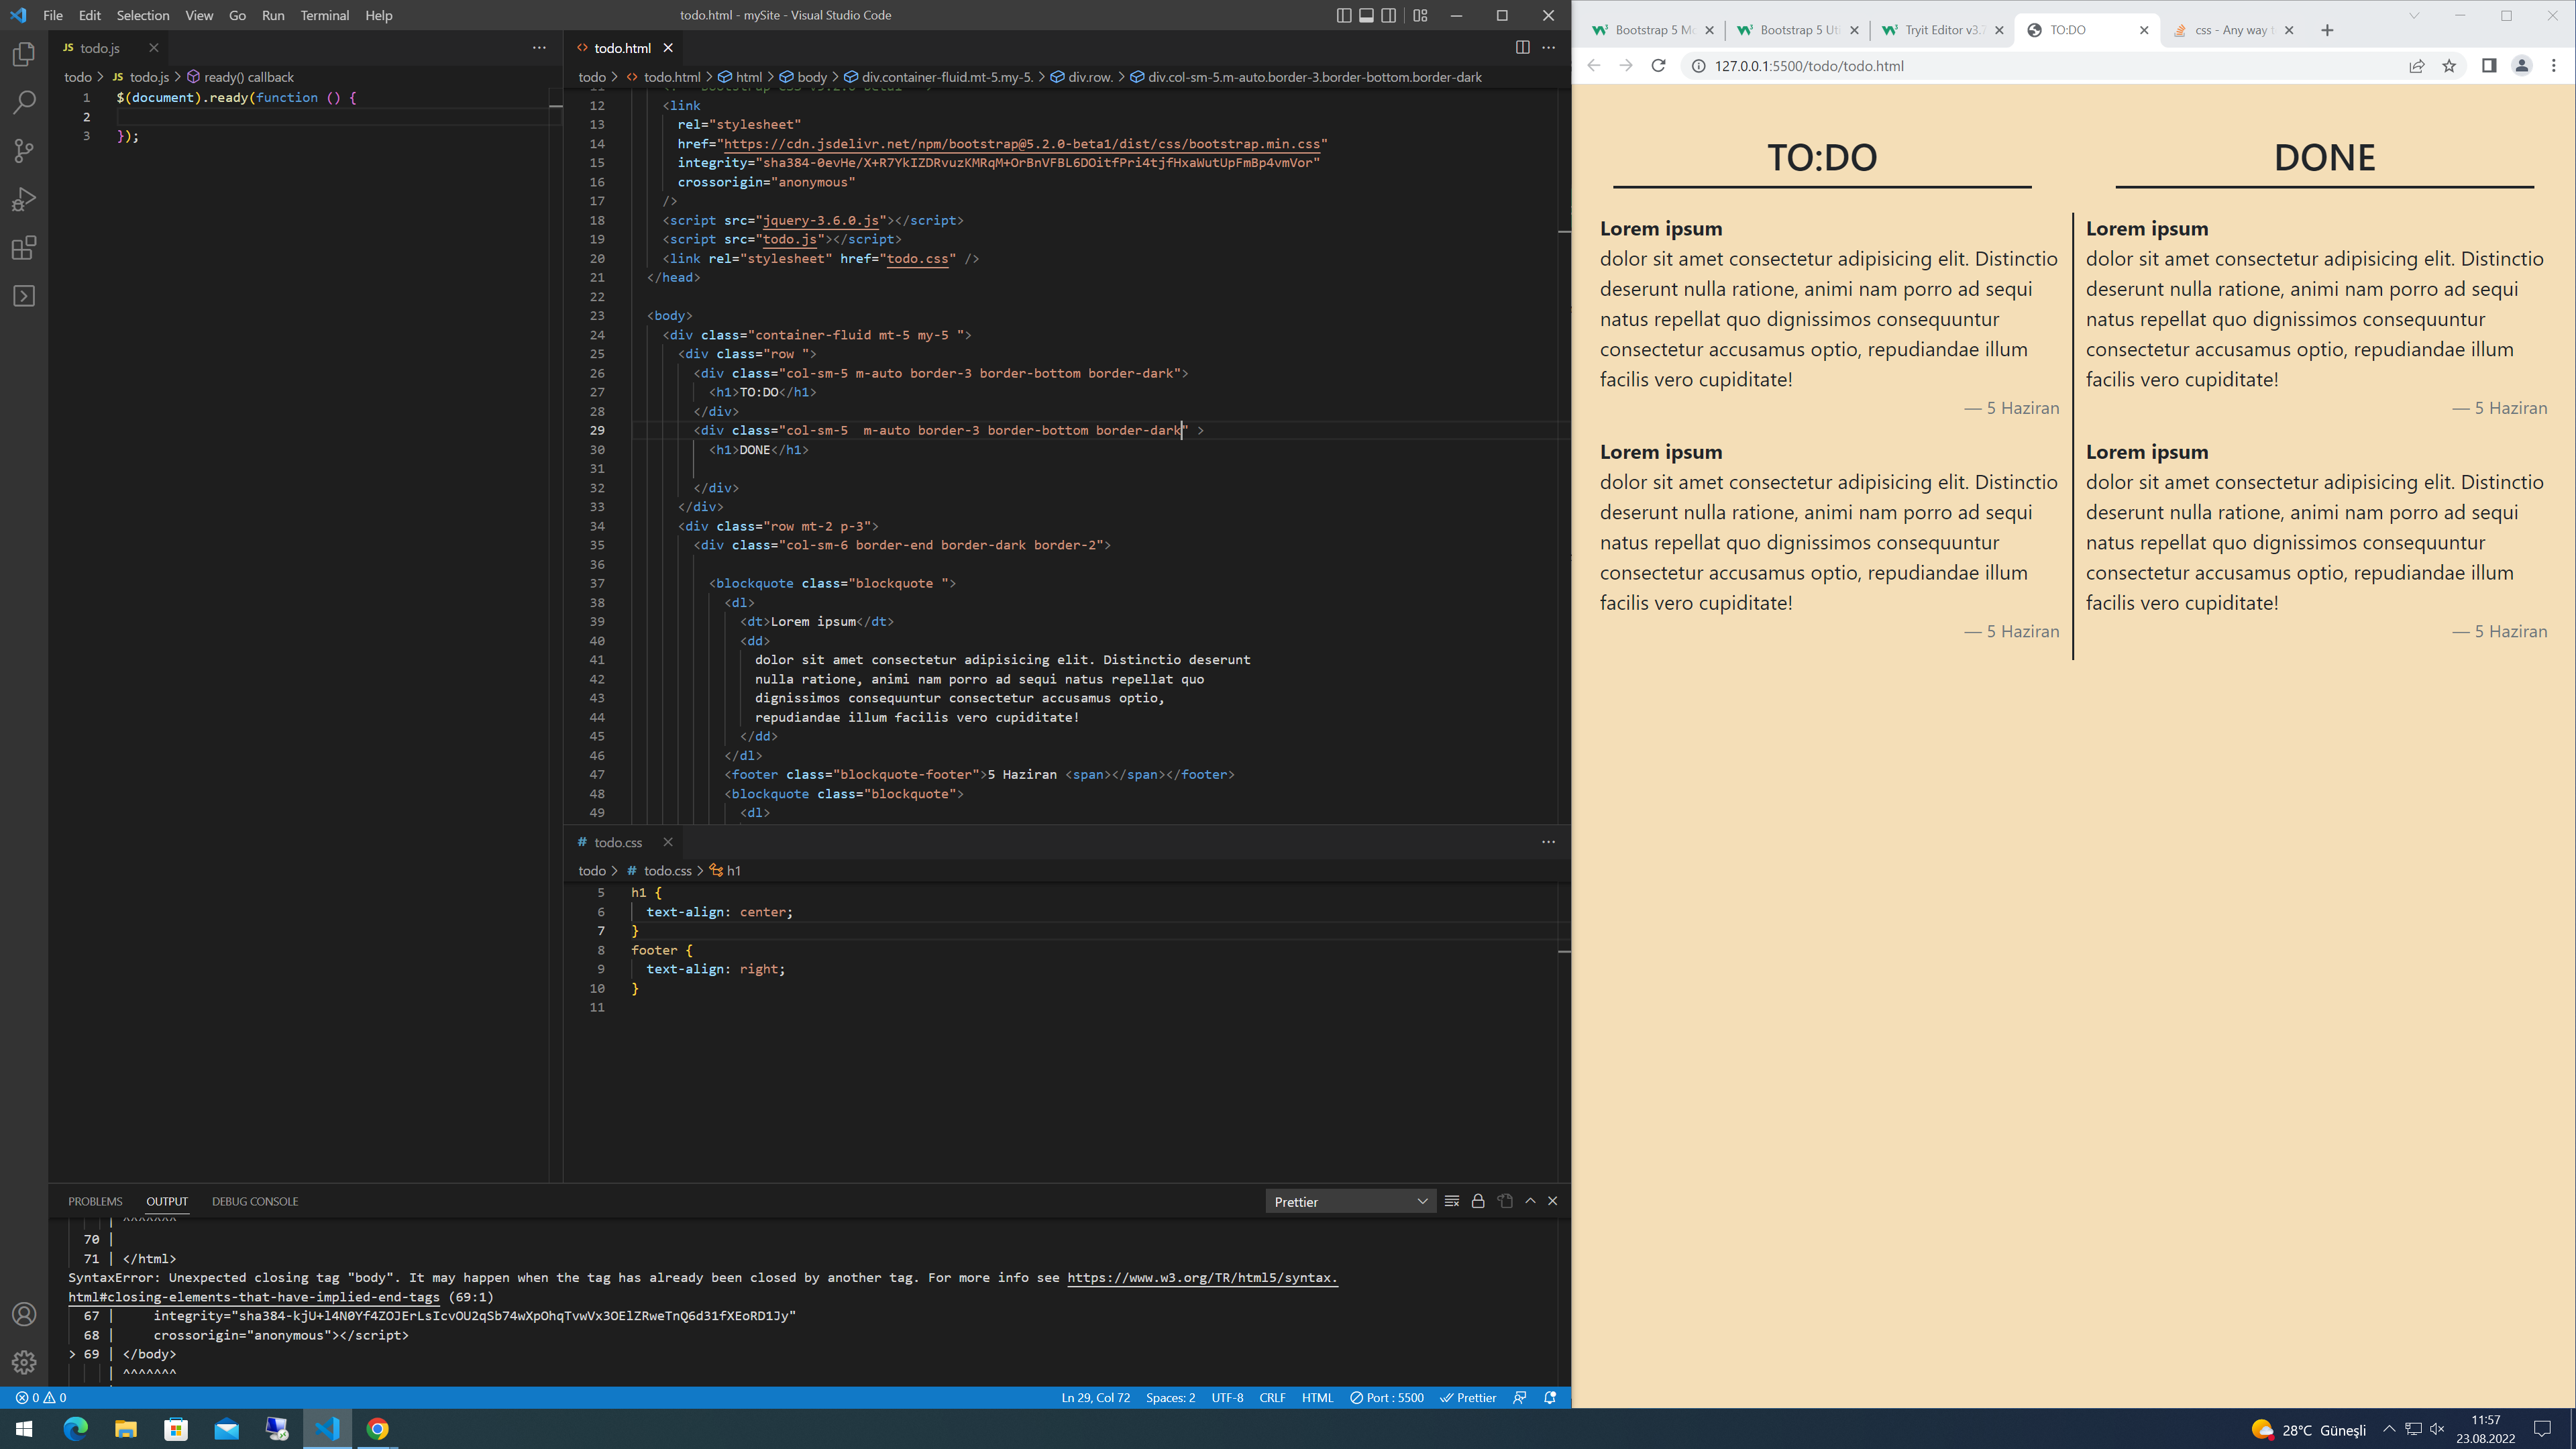 File Edit Selection View Go Run Terminal Help
todo.html - mySite - Visual Studio Code
JS todo.js
todo > JS todo.js > ready() callback
1 $(document).ready(function () {
2
3 });
todo.html
todo > todo.html > html > body > div.container-fluid.mt-5.my-5. > div.row. > div.col-sm-5.m-auto.border-3.border-bottom.border-dark
12 <link
13 rel="stylesheet"
14 href="https://cdn.jsdelivr.net/npm/bootstrap@5.2.0-beta1/dist/css/bootstrap.min.css"
15 integrity="sha384-0evHe/X+R7YkIZDRvuzKMRqM+OrBnVFBL6DOitfPri4tjfHxaWutUpFmBp4vmVor"
16 crossorigin="anonymous"
17 />
18 <script src="jquery-3.6.0.js"></script>
19 <script src="todo.js"></script>
20 <link rel="stylesheet" href="todo.css" />
21 </head>
22
23 <body>
24 <div class="container-fluid mt-5 my-5 ">
25 <div class="row ">
26 <div class="col-sm-5 m-auto border-3 border-bottom border-dark">
27 <h1>TO:DO</h1>
28 </div>
29 <div class="col-sm-5  m-auto border-3 border-bottom border-dark" >
30 <h1>DONE</h1>
31
32 </div>
33 </div>
34 <div class="row mt-2 p-3">
35 <div class="col-sm-6 border-end border-dark border-2">
36
37 <blockquote class="blockquote ">
38 <dl>
39 <dt>Lorem ipsum</dt>
40 <dd>
41 dolor sit amet consectetur adipisicing elit. Distinctio deserunt
42 nulla ratione, animi nam porro ad sequi natus repellat quo
43 dignissimos consequuntur consectetur accusamus optio,
44 repudiandae illum facilis vero cupiditate!
45 </dd>
46 </dl>
47 <footer class="blockquote-footer">5 Haziran <span></span></footer>
48 <blockquote class="blockquote">
49 <dl>
# todo.css
todo > # todo.css > h1
5 h1 {
6 text-align: center;
7 }
8 footer {
9 text-align: right;
10 }
11
PROBLEMS OUTPUT DEBUG CONSOLE
Prettier
| ^^^^^^^
70 |
71 | </html>
SyntaxError: Unexpected closing tag "body". It may happen when the tag has already been closed by another tag. For more info see https://www.w3.org/TR/html5/syntax.
html#closing-elements-that-have-implied-end-tags (69:1)
67 | integrity="sha384-kjU+l4N0Yf4ZOJErLsIcvOU2qSb74wXpOhqTvwVx3OElZRweTnQ6d31fXEoRD1Jy"
68 | crossorigin="anonymous"></script>
> 69 | </body>
| ^^^^^^^
0 0
Ln 29, Col 72 Spaces: 2 UTF-8 CRLF HTML Port : 5500 Prettier
Bootstrap 5 Bootstrap 5 Tryit Editor v3. TO:DO css - Any way
127.0.0.1:5500/todo/todo.html
TO:DO
DONE
Lorem ipsum
dolor sit amet consectetur adipisicing elit. Distinctio
deserunt nulla ratione, animi nam porro ad sequi
natus repellat quo dignissimos consequuntur
consectetur accusamus optio, repudiandae illum
facilis vero cupiditate!
— 5 Haziran
Lorem ipsum
dolor sit amet consectetur adipisicing elit. Distinctio
deserunt nulla ratione, animi nam porro ad sequi
natus repellat quo dignissimos consequuntur
consectetur accusamus optio, repudiandae illum
facilis vero cupiditate!
— 5 Haziran
Lorem ipsum
dolor sit amet consectetur adipisicing elit. Distinctio
deserunt nulla ratione, animi nam porro ad sequi
natus repellat quo dignissimos consequuntur
consectetur accusamus optio, repudiandae illum
facilis vero cupiditate!
— 5 Haziran
Lorem ipsum
dolor sit amet consectetur adipisicing elit. Distinctio
deserunt nulla ratione, animi nam porro ad sequi
natus repellat quo dignissimos consequuntur
consectetur accusamus optio, repudiandae illum
facilis vero cupiditate!
— 5 Haziran
28°C Güneşli
11:57
23.08.2022